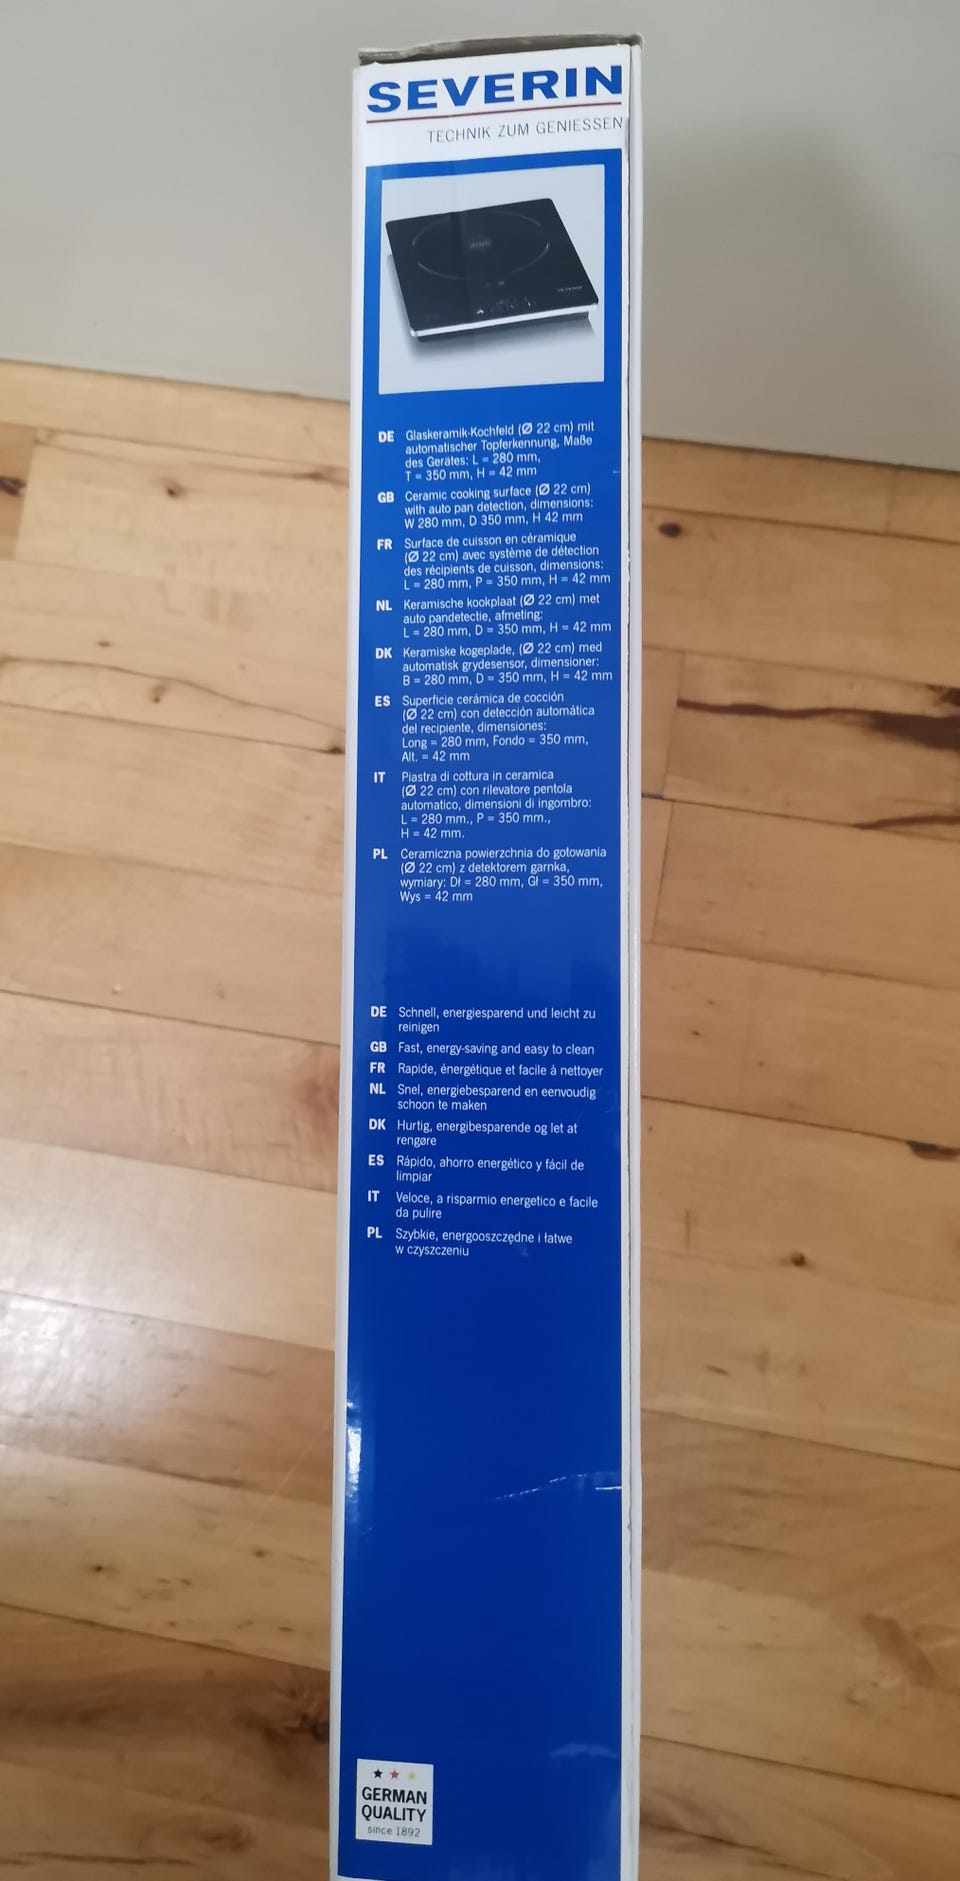 SEVERIN
TECHNIK ZUM GENIESSEN
DE Glaskeramik-Kochfeld (Ø 22 cm) mit
automatischer Topferkennung, Maße
des Gerätes: L = 280 mm,
T = 350 mm, H = 42 mm
GB Ceramic cooking surface (Ø 22 cm)
with auto pan detection, dimensions:
W 280 mm, D 350 mm, H 42 mm
FR Surface de cuisson en céramique
(Ø 22 cm) avec système de détection
des récipients de cuisson, dimensions:
L = 280 mm, P = 350 mm, H = 42 mm
NL Keramische kookplaat (Ø 22 cm) met
auto pandetectie, afmeting:
L = 280 mm, D = 350 mm, H = 42 mm
DK Keramiske kogeplade, (Ø 22 cm) med
automatisk grydesensor, dimensioner:
B = 280 mm, D = 350 mm, H = 42 mm
ES Superficie cerámica de cocción
(Ø 22 cm) con detección automática
del recipiente, dimensiones:
Long = 280 mm, Fondo = 350 mm,
Alt. = 42 mm
IT Piastra di cottura in ceramica
(Ø 22 cm) con rilevatore pentola
automatico, dimensioni di ingombro:
L = 280 mm., P = 350 mm.,
H = 42 mm.
PL Ceramiczna powierzchnia do gotowania
(Ø 22 cm) z detektorem garnka,
wymiary: Dł = 280 mm, Gł = 350 mm,
Wys = 42 mm
DE Schnell, energiesparend und leicht zu
reinigen
GB Fast, energy-saving and easy to clean
FR Rapide, énergétique et facile à nettoyer
NL Snel, energiebesparend en eenvoudig
schoon te maken
DK Hurtig, energibesparende og let at
rengøre
ES Rápido, ahorro energético y fácil de
limpiar
IT Veloce, a risparmio energetico e facile
da pulire
PL Szybkie, energooszczędne i łatwe
w czyszczeniu
GERMAN
QUALITY
since 1892